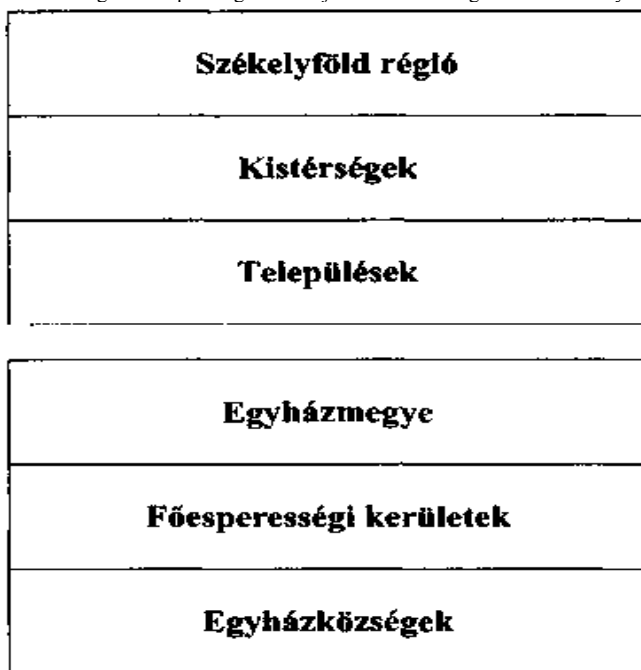 Székelyföld régió
Kistérségek
Települések
Egyházmegye
Főesperességi kerületek
Egyházközségek